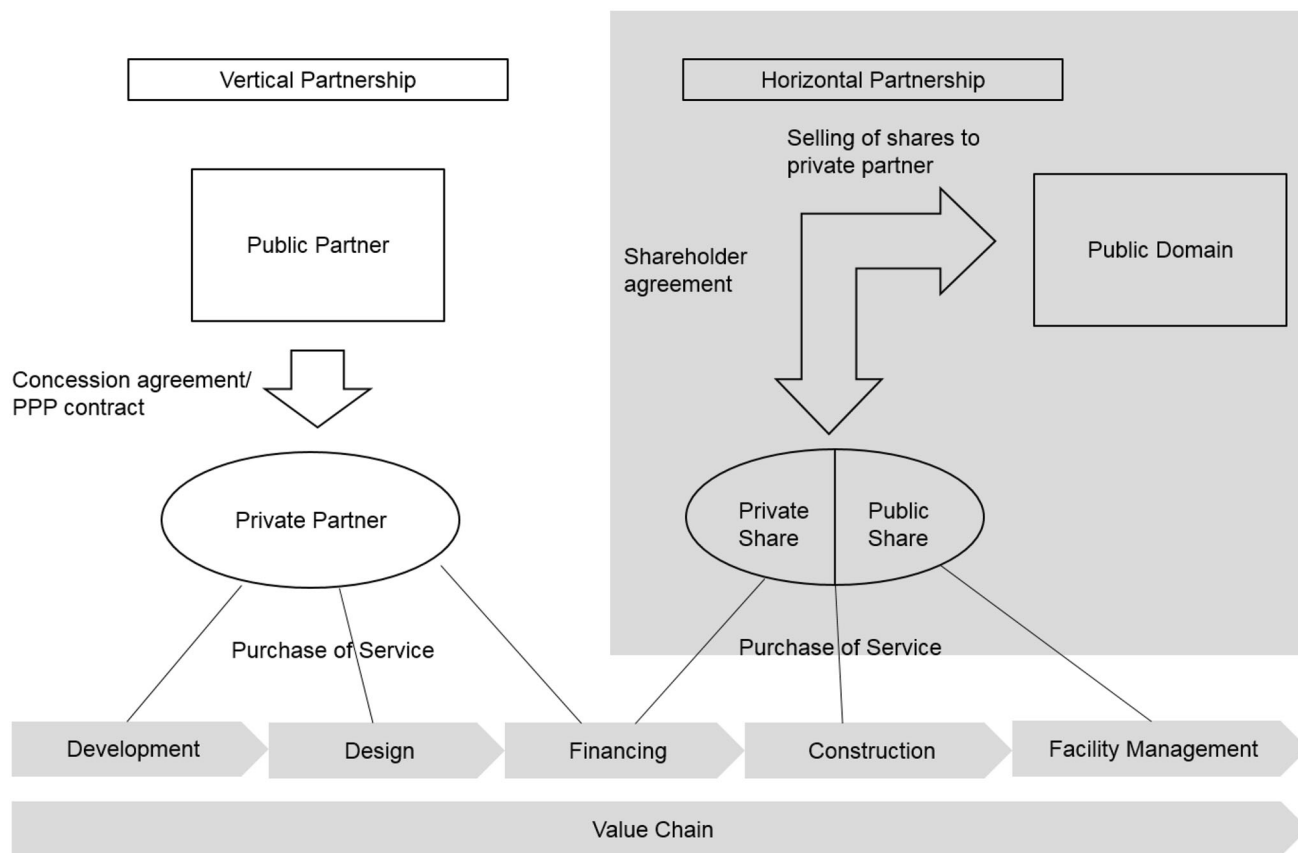 Vertical Partnership
Horizontal Partnership
Selling of shares to
private partner
Public Partner
Shareholder
agreement
Public Domain
Concession agreement/
PPP contract
Private Partner
Private
Share
Public
Share
Purchase of Service
Purchase of Service
Development
Design
Financing
Construction
Facility Management
Value Chain